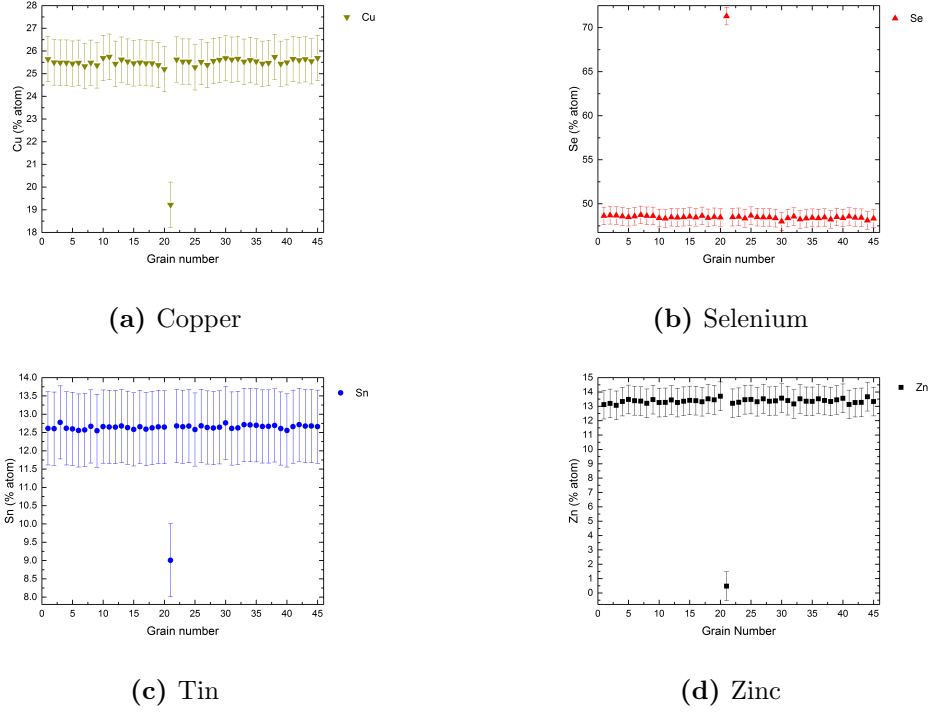 Cu
27
26
25
24
23
22
21
20
19
18
Cu (% atom)
0 5 10 15 20 25 30 35 40 45
Grain number
(a) Copper
Se
70
65
60
55
50
Se (% atom)
0 5 10 15 20 25 30 35 40 45
Grain number
(b) Selenium
Sn
14.0
13.5
13.0
12.5
12.0
11.5
11.0
10.5
10.0
9.5
9.0
8.5
8.0
Sn (% atom)
0 5 10 15 20 25 30 35 40 45
Grain number
(c) Tin
Zn
15
14
13
12
11
10
9
8
7
6
5
4
3
2
1
0
Zn (% atom)
0 5 10 15 20 25 30 35 40 45
Grain Number
(d) Zinc